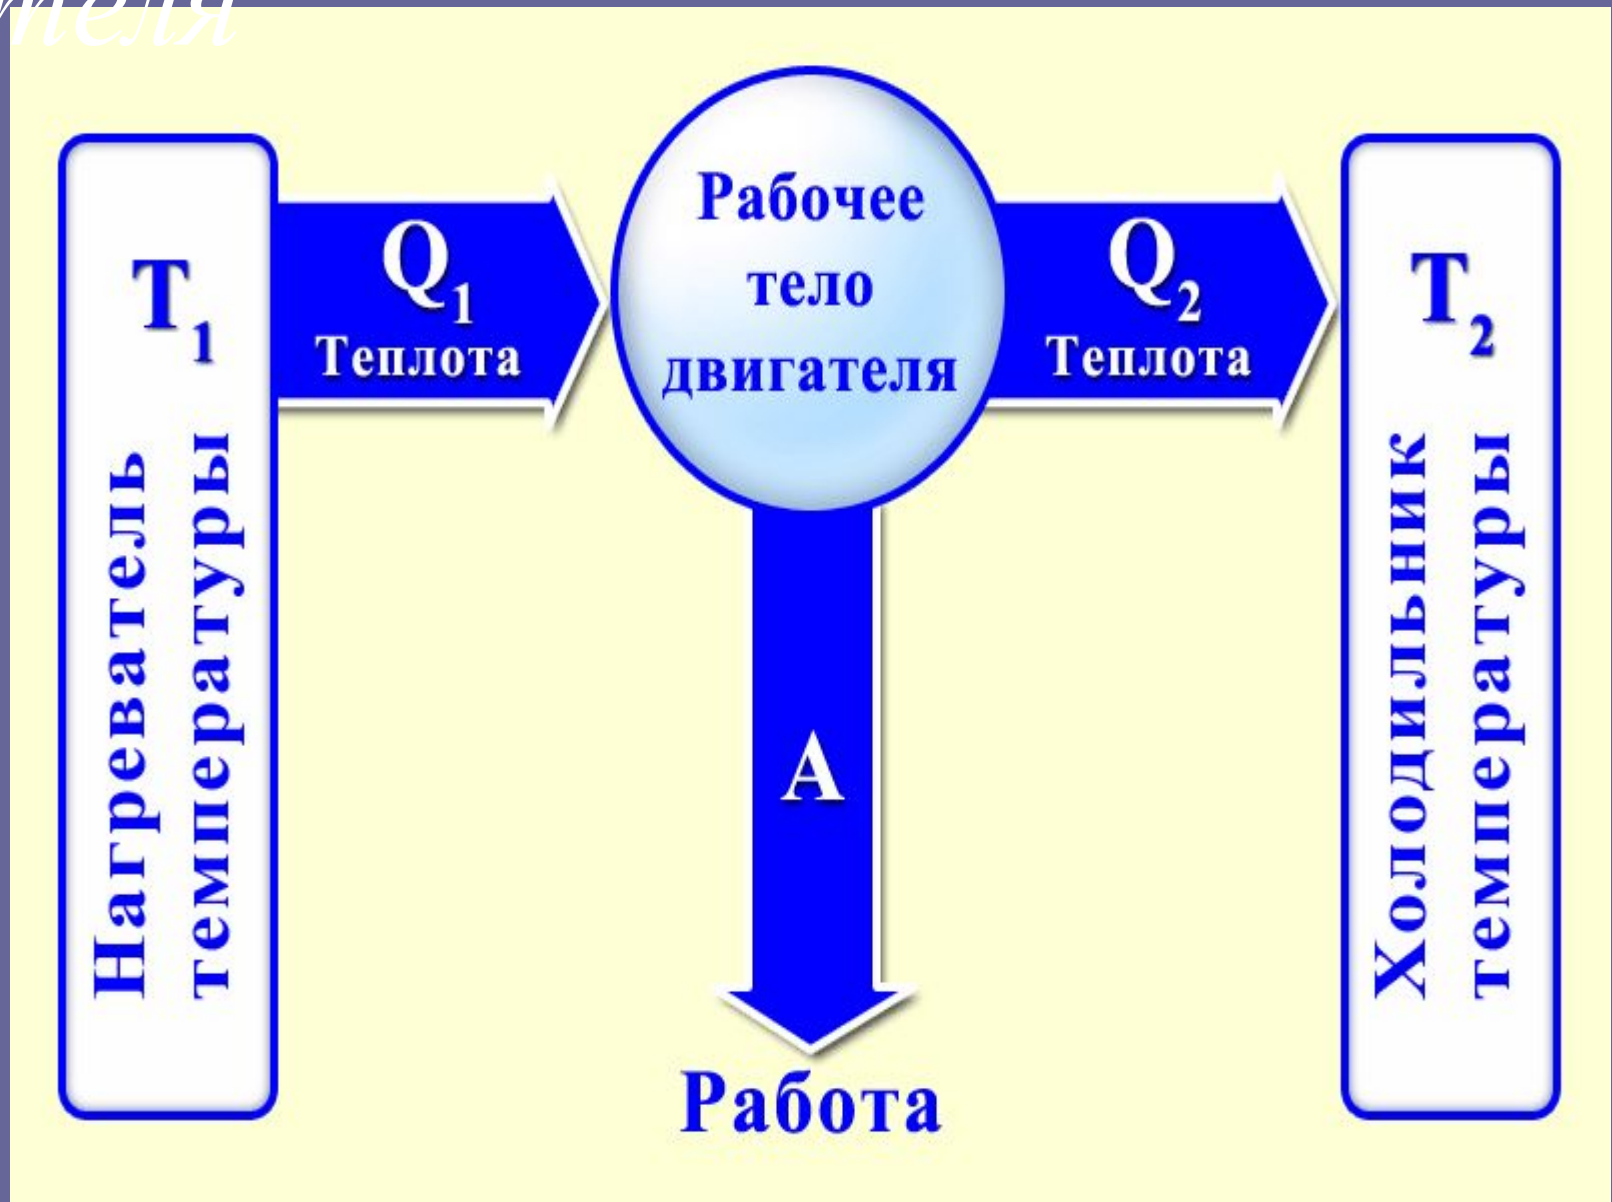 T₁
Нагреватель
температуры
Q₁
Теплота
Рабочее
тело
двигателя
Q₂
Теплота
T₂
Холодильник
температуры
A
Работа